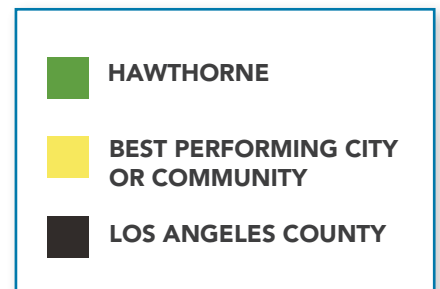 HAWTHORNE
BEST PERFORMING CITY
OR COMMUNITY
LOS ANGELES COUNTY